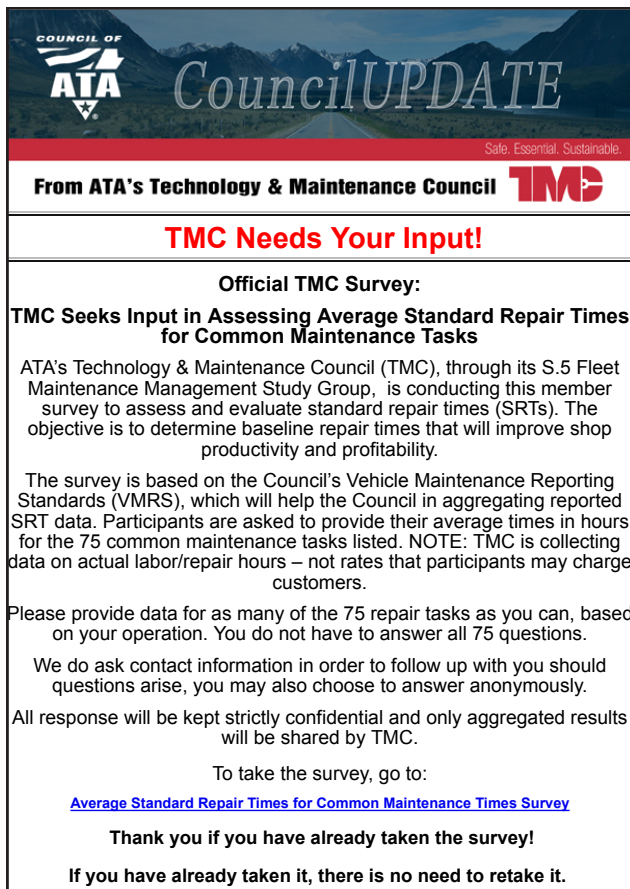 COUNCIL OF
ATA
CouncilUPDATE
Safe. Essential. Sustainable.
From ATA's Technology & Maintenance Council TMC
TMC Needs Your Input!
Official TMC Survey:
TMC Seeks Input in Assessing Average Standard Repair Times
for Common Maintenance Tasks
ATA's Technology & Maintenance Council (TMC), through its S.5 Fleet
Maintenance Management Study Group,  is conducting this member
survey to assess and evaluate standard repair times (SRTs). The
objective is to determine baseline repair times that will improve shop
productivity and profitability.
The survey is based on the Council's Vehicle Maintenance Reporting
Standards (VMRS), which will help the Council in aggregating reported
SRT data. Participants are asked to provide their average times in hours
for the 75 common maintenance tasks listed. NOTE: TMC is collecting
data on actual labor/repair hours – not rates that participants may charge
customers.
Please provide data for as many of the 75 repair tasks as you can, based
on your operation. You do not have to answer all 75 questions.
We do ask contact information in order to follow up with you should
questions arise, you may also choose to answer anonymously.
All response will be kept strictly confidential and only aggregated results
will be shared by TMC.
To take the survey, go to:
Average Standard Repair Times for Common Maintenance Times Survey
Thank you if you have already taken the survey!
If you have already taken it, there is no need to retake it.